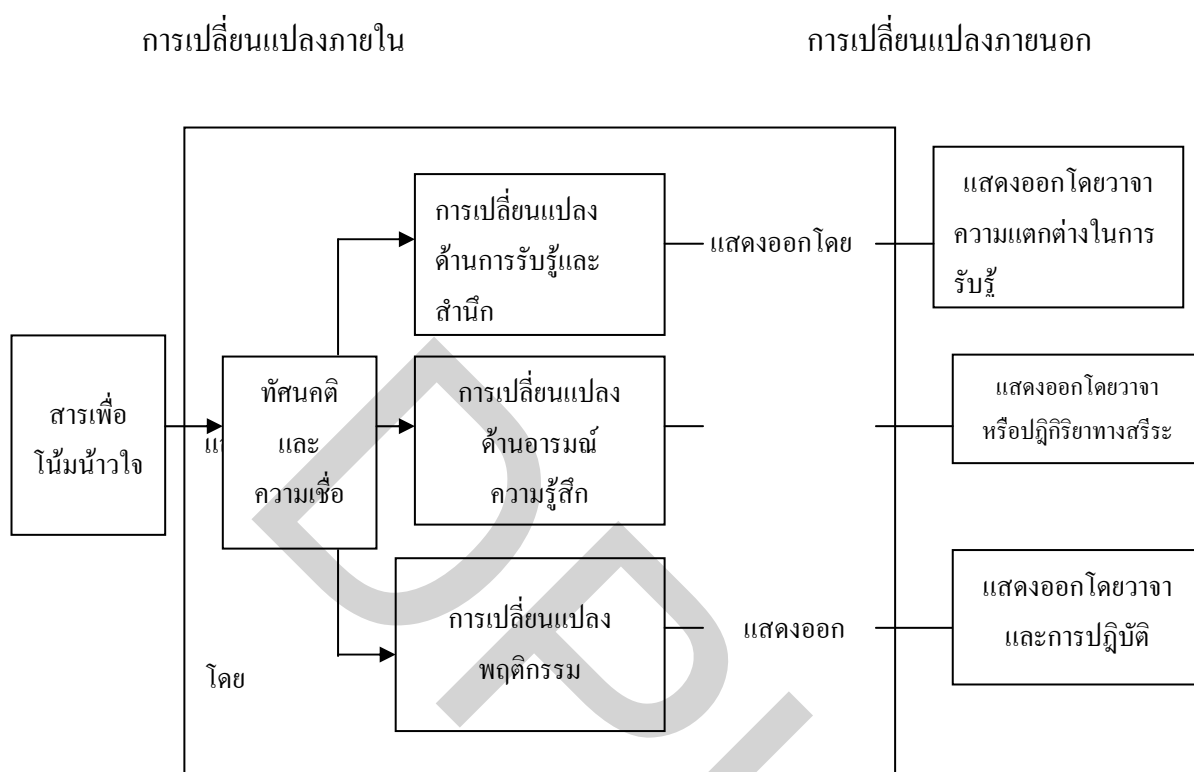 การเปลี่ยนแปลงภายใน
การเปลี่ยนแปลงภายนอก
สารเพื่อ
โน้มน้าวใจ
ทัศนคติ
และ
ความเชื่อ
การเปลี่ยนแปลง
ด้านการรับรู้และ
สำนึก
แสดงออกโดย
แสดงออกโดยวาจา
ความแตกต่างในการ
รับรู้
การเปลี่ยนแปลง
ด้านอารมณ์
ความรู้สึก
แสดงออกโดยวาจา
หรือปฏิกิริยาทางสรีระ
การเปลี่ยนแปลง
พฤติกรรม
แสดงออก
โดย
แสดงออกโดยวาจา
และการปฎิบัติ